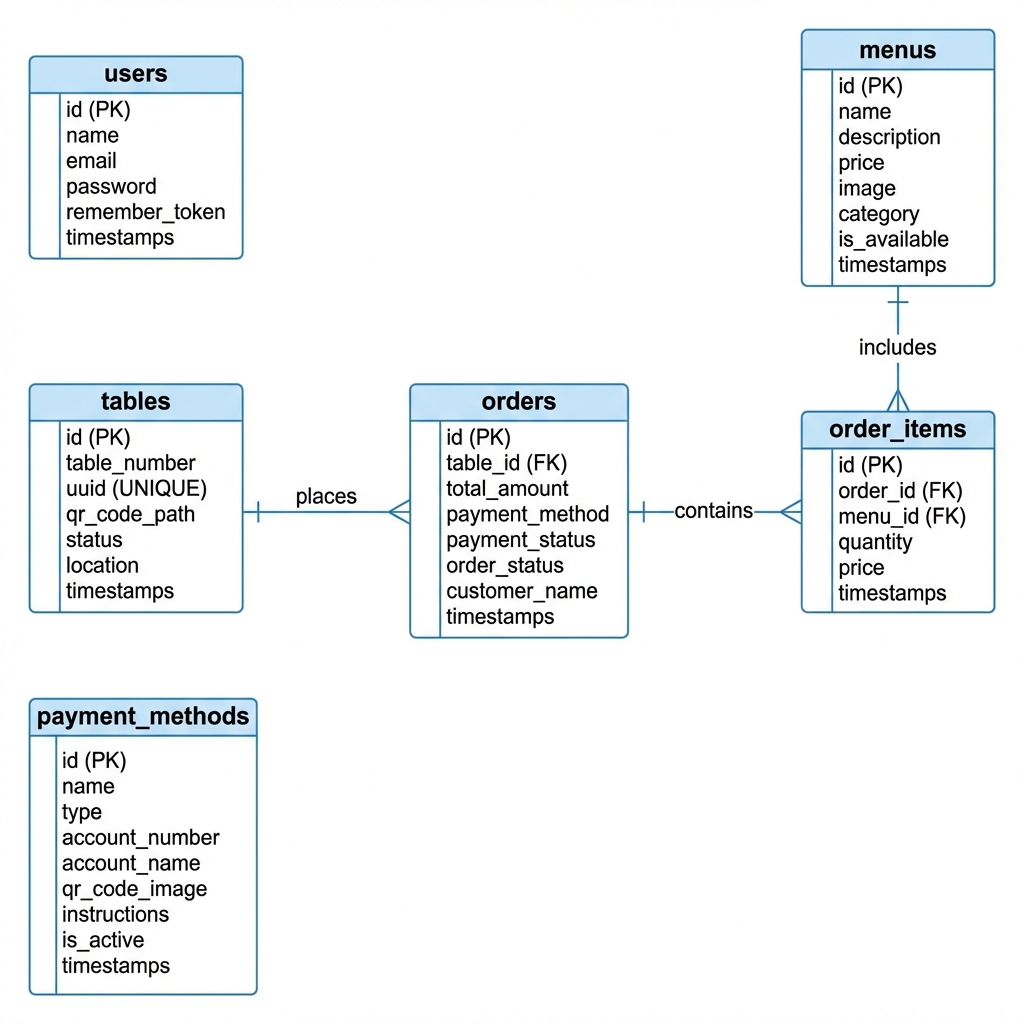 users
id (PK)
name
email
password
remember_token
timestamps
menus
id (PK)
name
description
price
image
category
is_available
timestamps
includes
tables
id (PK)
table_number
uuid (UNIQUE)
qr_code_path
status
location
timestamps
places
orders
id (PK)
table_id (FK)
total_amount
payment_method
payment_status
order_status
customer_name
timestamps
contains
order_items
id (PK)
order_id (FK)
menu_id (FK)
quantity
price
timestamps
payment_methods
id (PK)
name
type
account_number
account_name
qr_code_image
instructions
is_active
timestamps